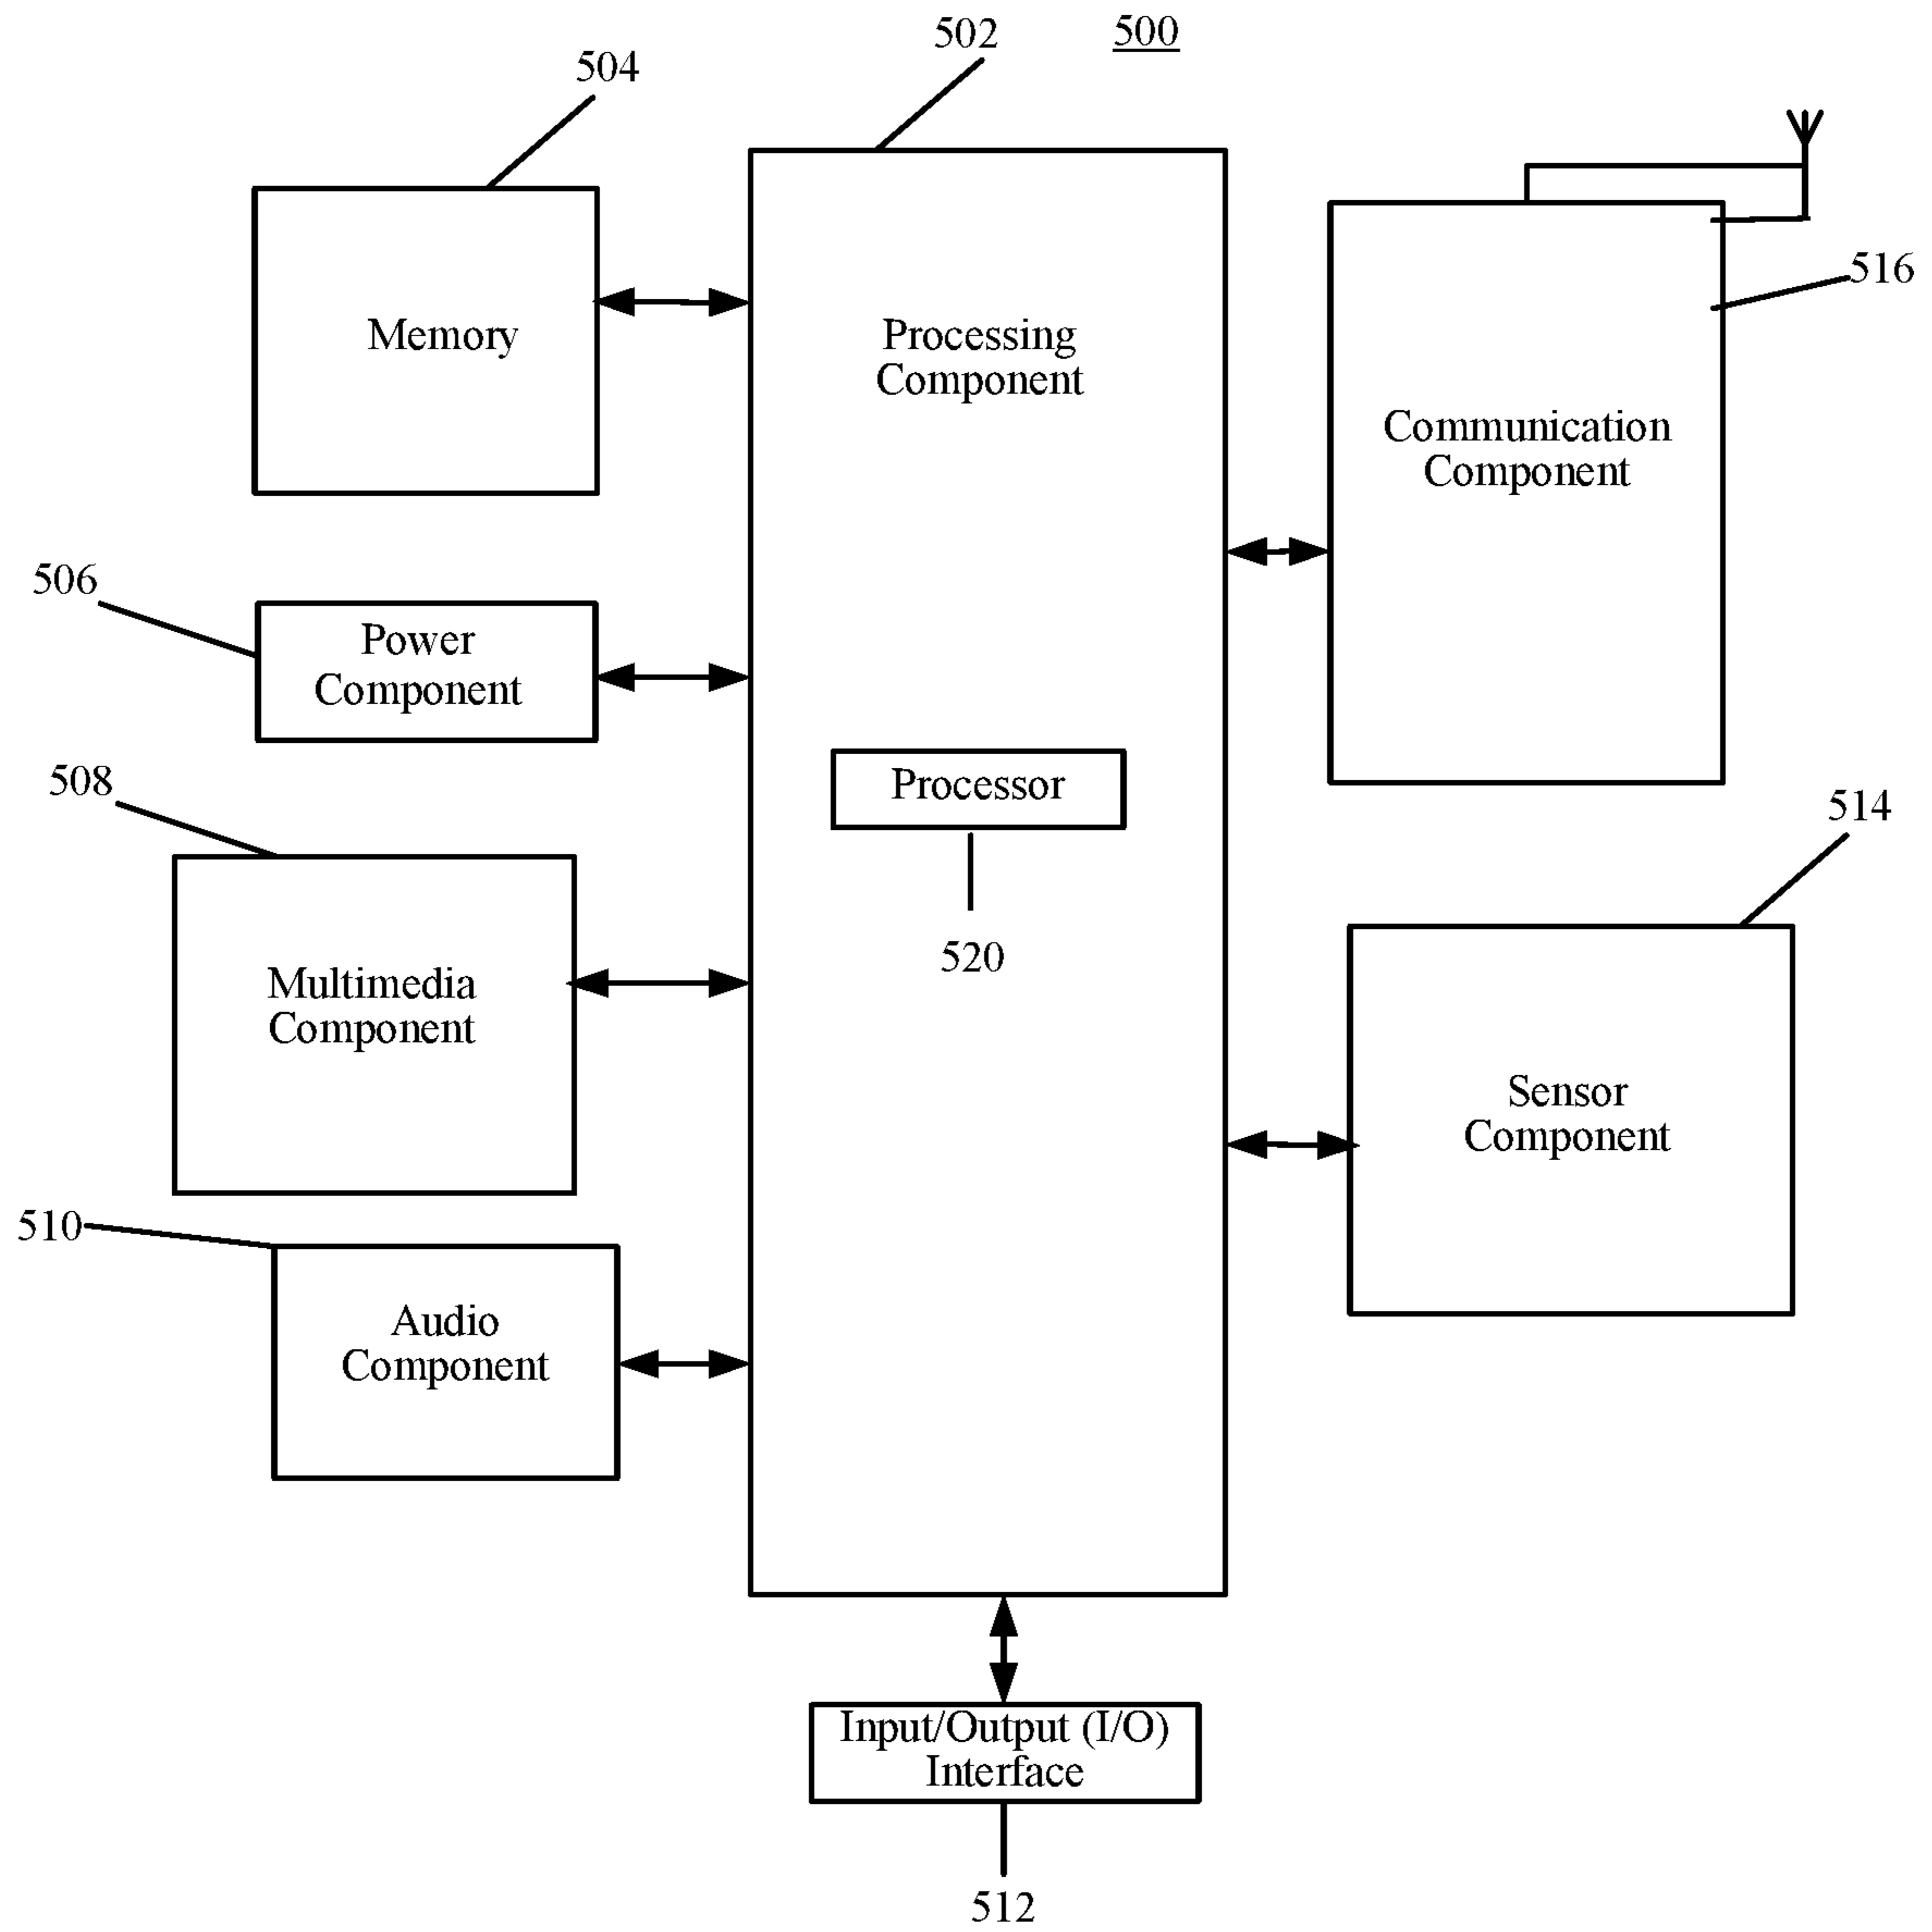 502
500
504
516
Memory
Processing
Component
Communication
Component
506
Power
Component
508
Processor
514
520
Multimedia
Component
Sensor
Component
510
Audio
Component
Input/Output (I/O)
Interface
512